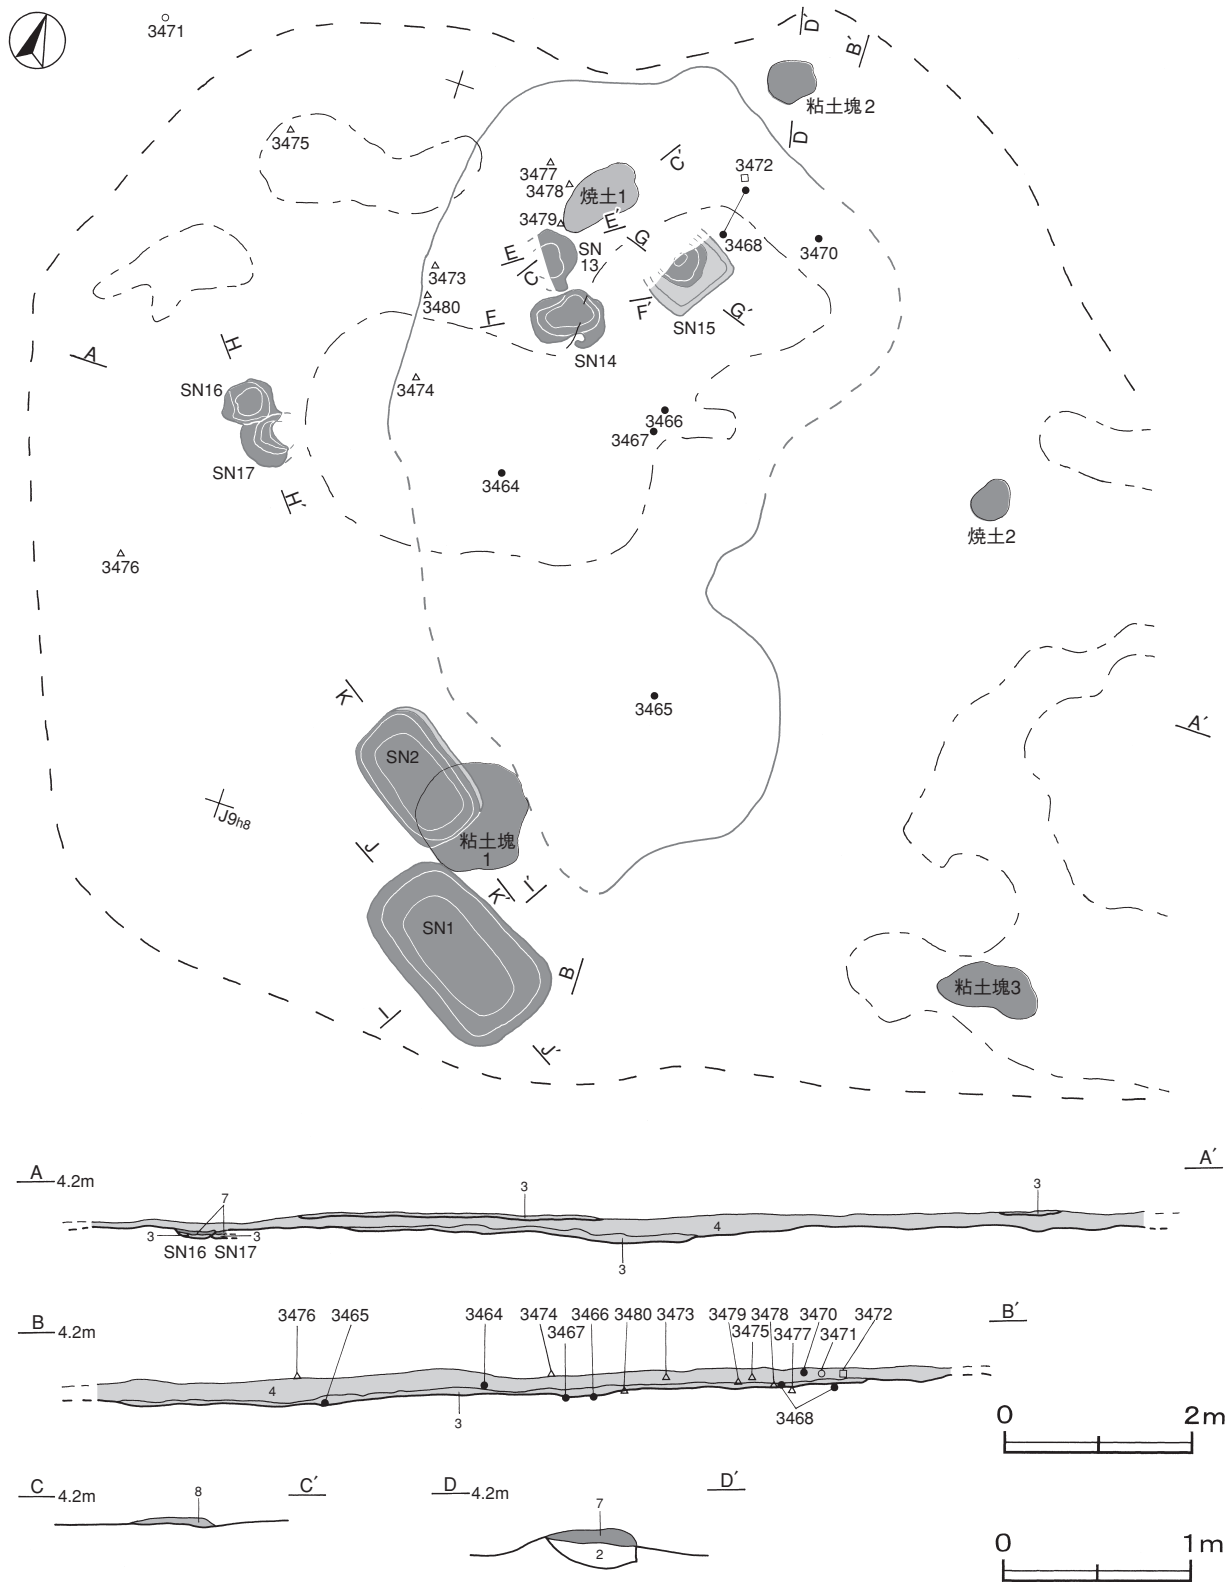 3471
D´
B´
粘土塊2
D
3475
3477
3478
焼土1
C´
3472
3479
E´
G
E
C
SN
13
3468
3470
3473
3480
F
F´
SN15
G´
SN14
A
H
SN16
3474
3466
3467
SN17
3464
H´
焼土2
3476
3465
K
SN2
A´
J9h8
粘土塊
1
J
K´
I´
SN1
B
粘土塊3
I
J´
A 4.2m
A´
7
3
3
4
3
3
SN16 SN17
3
B 4.2m
B´
3476 3465 3464 3474 3466 3480 3473 3479 3478 3470 3472
3467 3475 3477 3471
4
3
3468
0 2m
C 4.2m
8
C´
D 4.2m
7
2
D´
0 1m